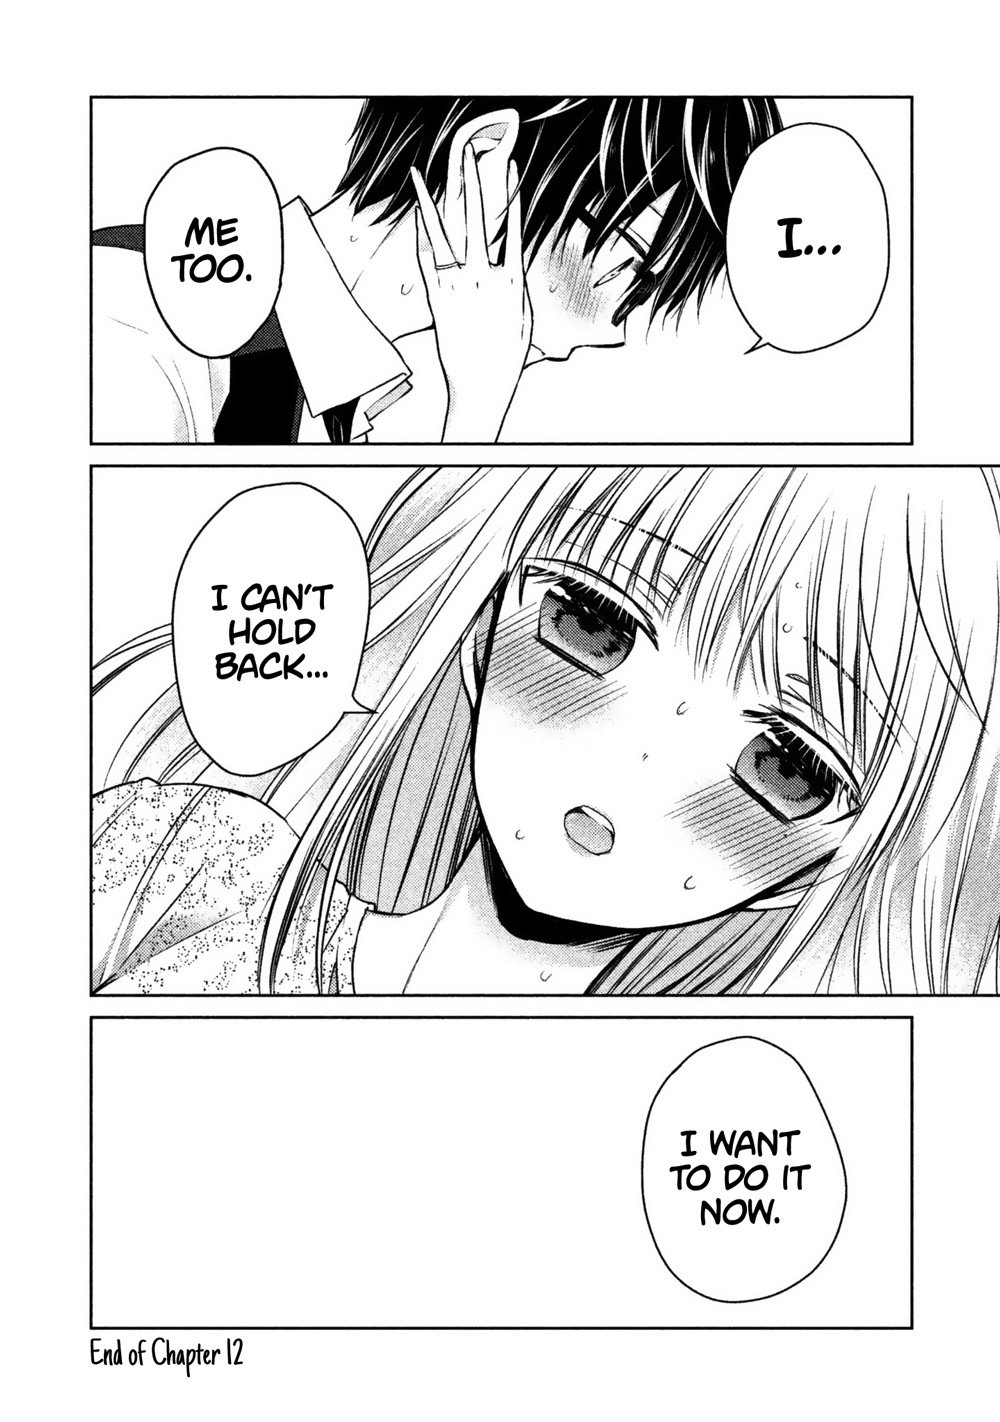 I...
ME
TOO.
I CAN'T
HOLD
BACK...
I WANT
TO DO IT
NOW.
End of Chapter 12